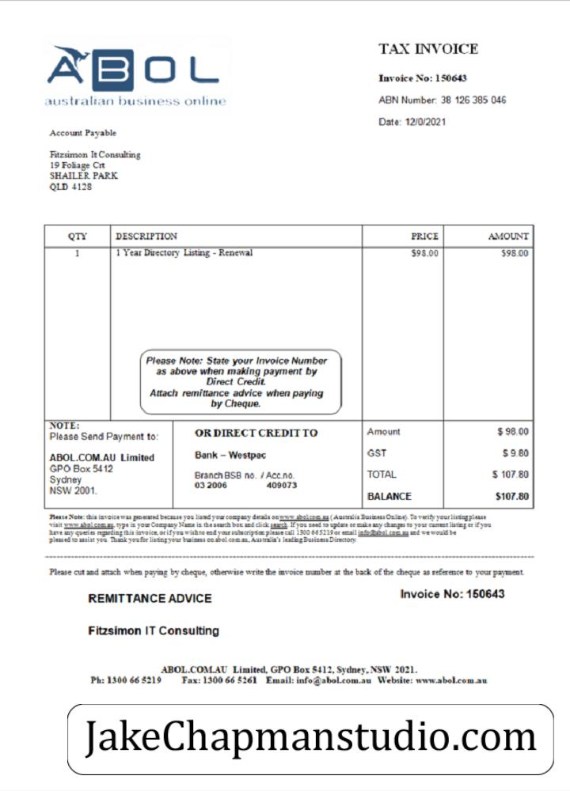 ABOL
australian business online
TAX INVOICE
Invoice No: 150643
ABN Number: 38 126 385 046
Date: 12/0/2021
Account Payable
Fitzsimon It Consulting
19 Foliage Crt
SHAILER PARK
QLD 4128
QTY DESCRIPTION PRICE AMOUNT
1 1 Year Directory Listing - Renewal $98.00 $98.00
Please Note: State your Invoice Number
as above when making payment by
Direct Credit.
Attach remittance advice when paying
by Cheque.
NOTE:
Please Send Payment to:
ABOL.COM.AU Limited
GPO Box 5412
Sydney
NSW 2001.
OR DIRECT CREDIT TO
Bank – Westpac
Branch BSB no. / Acc.no.
03 2006 409073
Amount $ 98.00
GST $ 9.80
TOTAL $ 107.80
BALANCE $107.80
Please Note: this invoice was generated because you listed your company details on www.abol.com.au (Australia Business Online). To verify your listing please
visit www.abol.com.au, type in your Company Name in the search box and click search. If you need to update or make any changes to your current listing or if you
have any queries regarding this invoice, or if you wish to end your subscription please call 1300 665219 or email info@abol.com.au and we would be
pleased to assist you. Thank you for listing your business on abol.com.au, Australia's leading Business Directory.
Please cut and attach when paying by cheque, otherwise write the invoice number at the back of the cheque as reference to your payment.
REMITTANCE ADVICE Invoice No: 150643
Fitzsimon IT Consulting
ABOL.COM.AU Limited, GPO Box 5412, Sydney, NSW 2021.
Ph: 1300 66 5219 Fax: 1300 66 5261 Email: info@abol.com.au Website: www.abol.com.au
JakeChapmanstudio.com